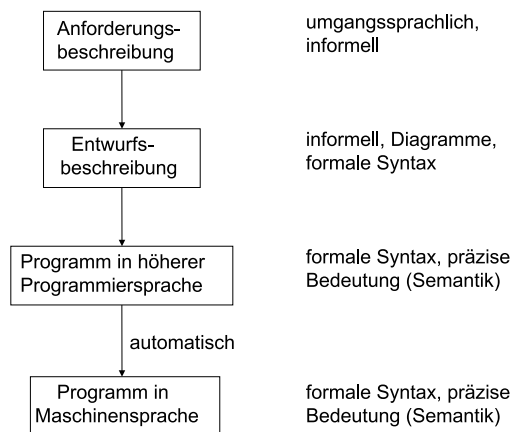 Anforderungs-
beschreibung
umgangssprachlich,
informell
Entwurfs-
beschreibung
informell, Diagramme,
formale Syntax
Programm in höherer
Programmiersprache
formale Syntax, präzise
Bedeutung (Semantik)
automatisch
Programm in
Maschinensprache
formale Syntax, präzise
Bedeutung (Semantik)